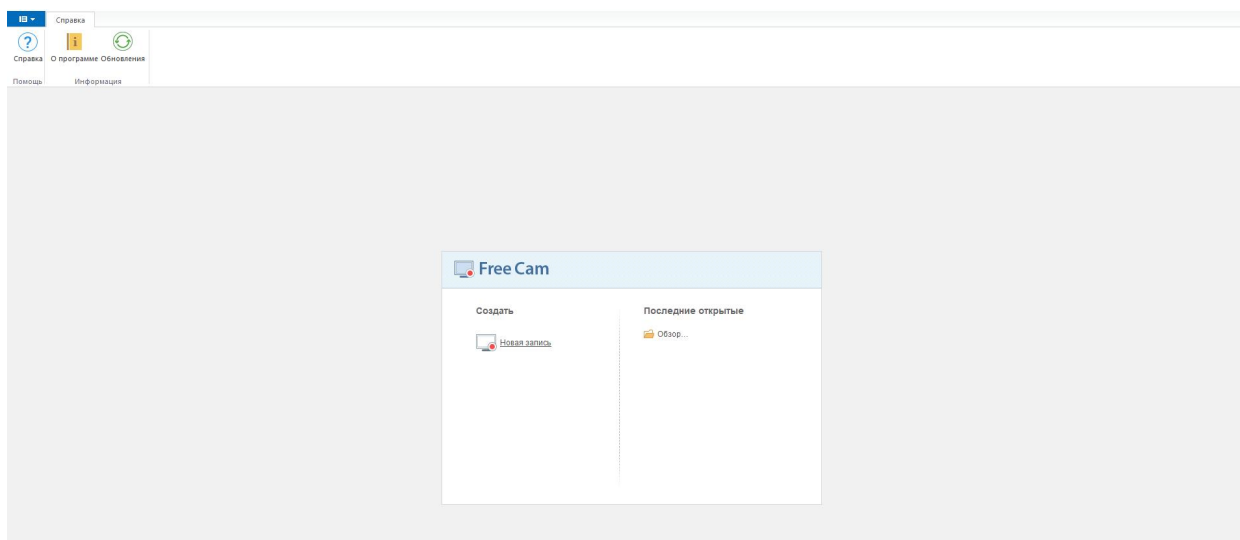 Справка
Справка О программе Обновления
Помощь Информация
Free Cam
Создать Последние открытые
Новая запись Обзор...